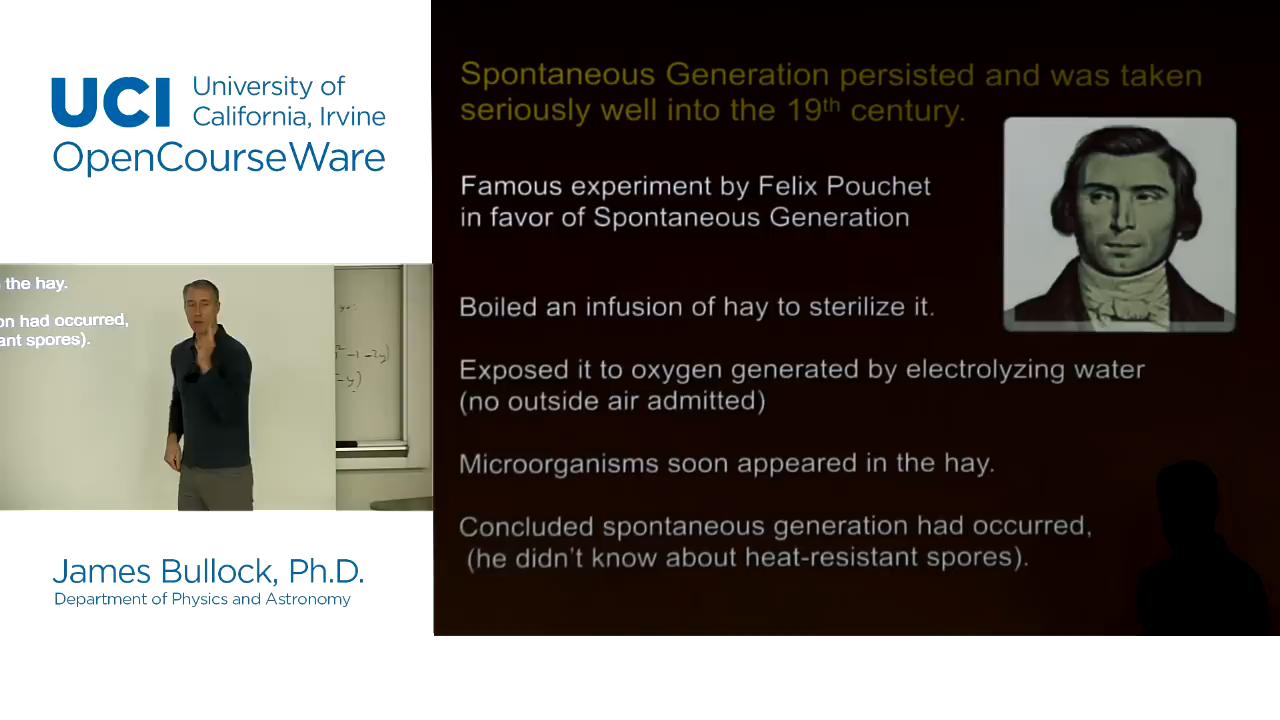 UCI University of
California, Irvine
OpenCourseWare
the hay.
on had occurred,
ant spores).
James Bullock, Ph.D.
Department of Physics and Astronomy
Spontaneous Generation persisted and was taken
seriously well into the 19th century.
Famous experiment by Felix Pouchet
in favor of Spontaneous Generation
Boiled an infusion of hay to sterilize it.
Exposed it to oxygen generated by electrolyzing water
(no outside air admitted)
Microorganisms soon appeared in the hay.
Concluded spontaneous generation had occurred,
(he didn't know about heat-resistant spores).